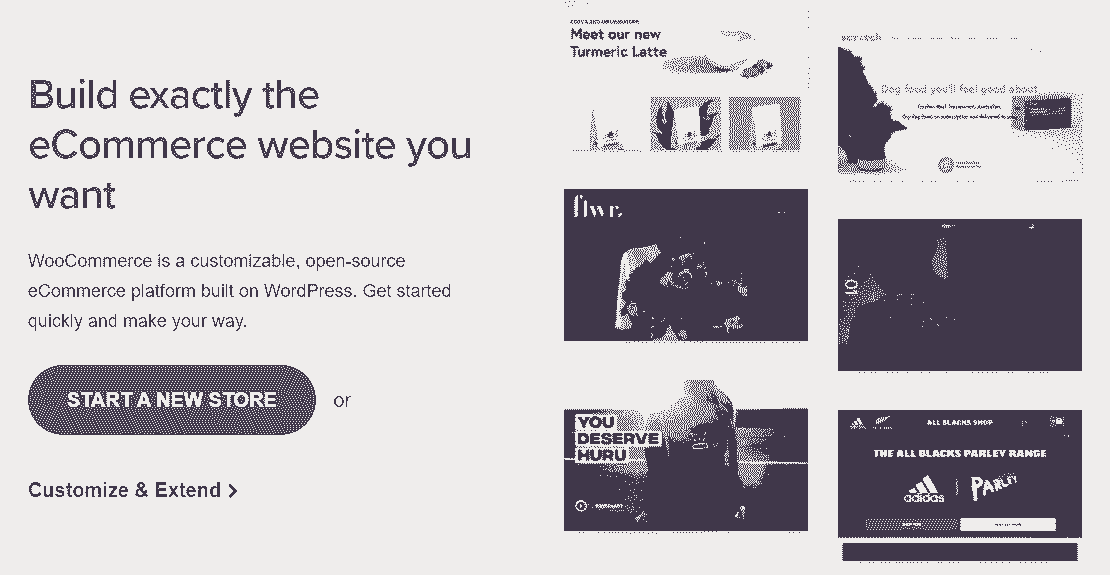 Build exactly the
eCommerce website you
want
WooCommerce is a customizable, open-source
eCommerce platform built on WordPress. Get started
quickly and make your way.
START A NEW STORE
or
Customize & Extend
Meet our new
Turmeric Latte
scratch
Dog food you'll feel good about
flwr.
10
YOU
DESERVE
HURU
ALL BLACKS SHOP
THE ALL BLACKS PARLEY RANGE
adidas
PARLEY